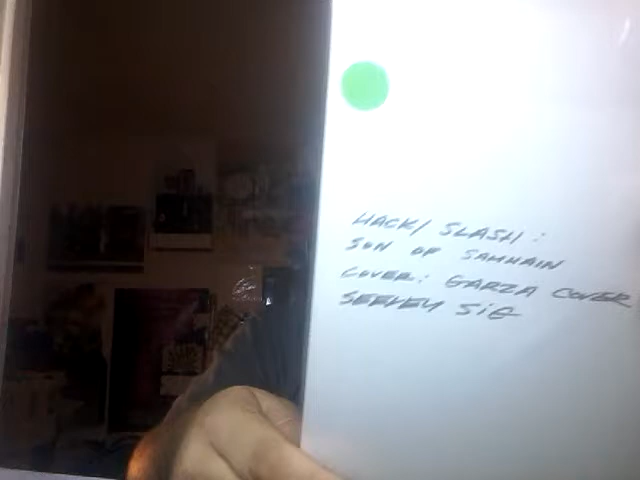 HACK/SLASH:
SON OF SAMHAIN
COVER: GARZA COVER
SEELEY SIG